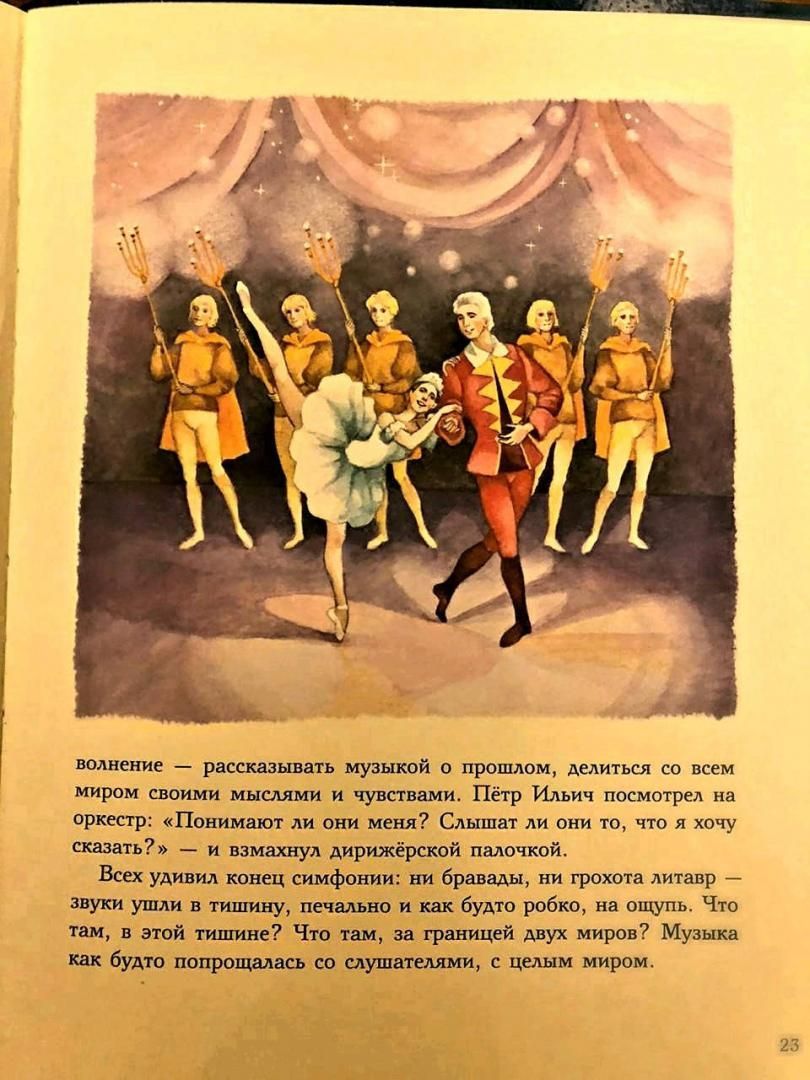 волнение — рассказывать музыкой о прошлом, делиться со всем
миром своими мыслями и чувствами. Пётр Ильич посмотрел на
оркестр: «Понимают ли они меня? Слышат ли они то, что я хочу
сказать?» — и взмахнул дирижёрской палочкой.
Всех удивил конец симфонии: ни бравады, ни грохота литавр —
звуки ушли в тишину, печально и как будто робко, на ощупь. Что
там, в этой тишине? Что там, за границей двух миров? Музыка
как будто попрощалась со слушателями, с целым миром.
23